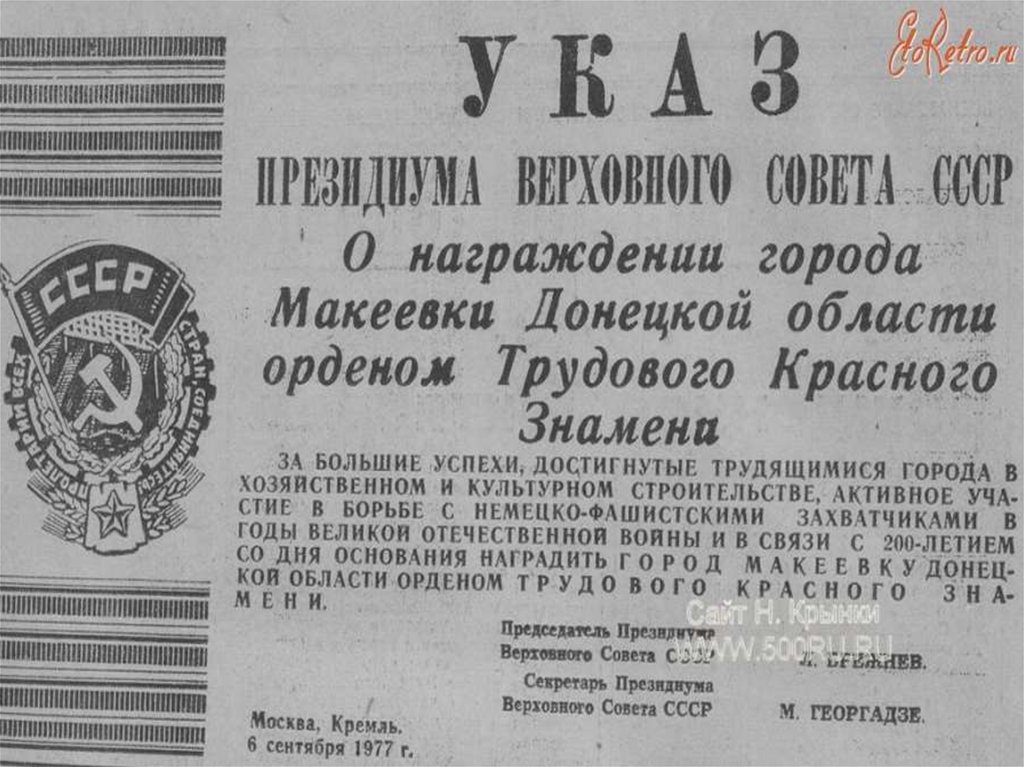 EtoRetro.ru
УКАЗ
ПРЕЗИДИУМА ВЕРХОВНОГО СОВЕТА СССР
О награждении города
Макеевки Донецкой области
орденом Трудового Красного
Знамени
СССР
ПРОЛЕТАРИИ ВСЕХ СТРАН, СОЕДИНЯЙТЕСЬ
ЗА БОЛЬШИЕ УСПЕХИ, ДОСТИГНУТЫЕ ТРУДЯЩИМИСЯ ГОРОДА В
ХОЗЯЙСТВЕННОМ И КУЛЬТУРНОМ СТРОИТЕЛЬСТВЕ, АКТИВНОЕ УЧА-
СТИЕ В БОРЬБЕ С НЕМЕЦКО-ФАШИСТСКИМИ ЗАХВАТЧИКАМИ В
ГОДЫ ВЕЛИКОЙ ОТЕЧЕСТВЕННОЙ ВОЙНЫ И В СВЯЗИ С 200-ЛЕТИЕМ
СО ДНЯ ОСНОВАНИЯ НАГРАДИТЬ ГОРОД МАКЕЕВКУ ДОНЕЦ-
КОЙ ОБЛАСТИ ОРДЕНОМ ТРУДОВОГО КРАСНОГО ЗНА-
МЕНИ.
Сайт Н. Крынки
WWW.500RU.RU
Председатель Президиума
Верховного Совета СССР Л. БРЕЖНЕВ.
Секретарь Президиума
Верховного Совета СССР М. ГЕОРГАДЗЕ.
Москва, Кремль.
6 сентября 1977 г.